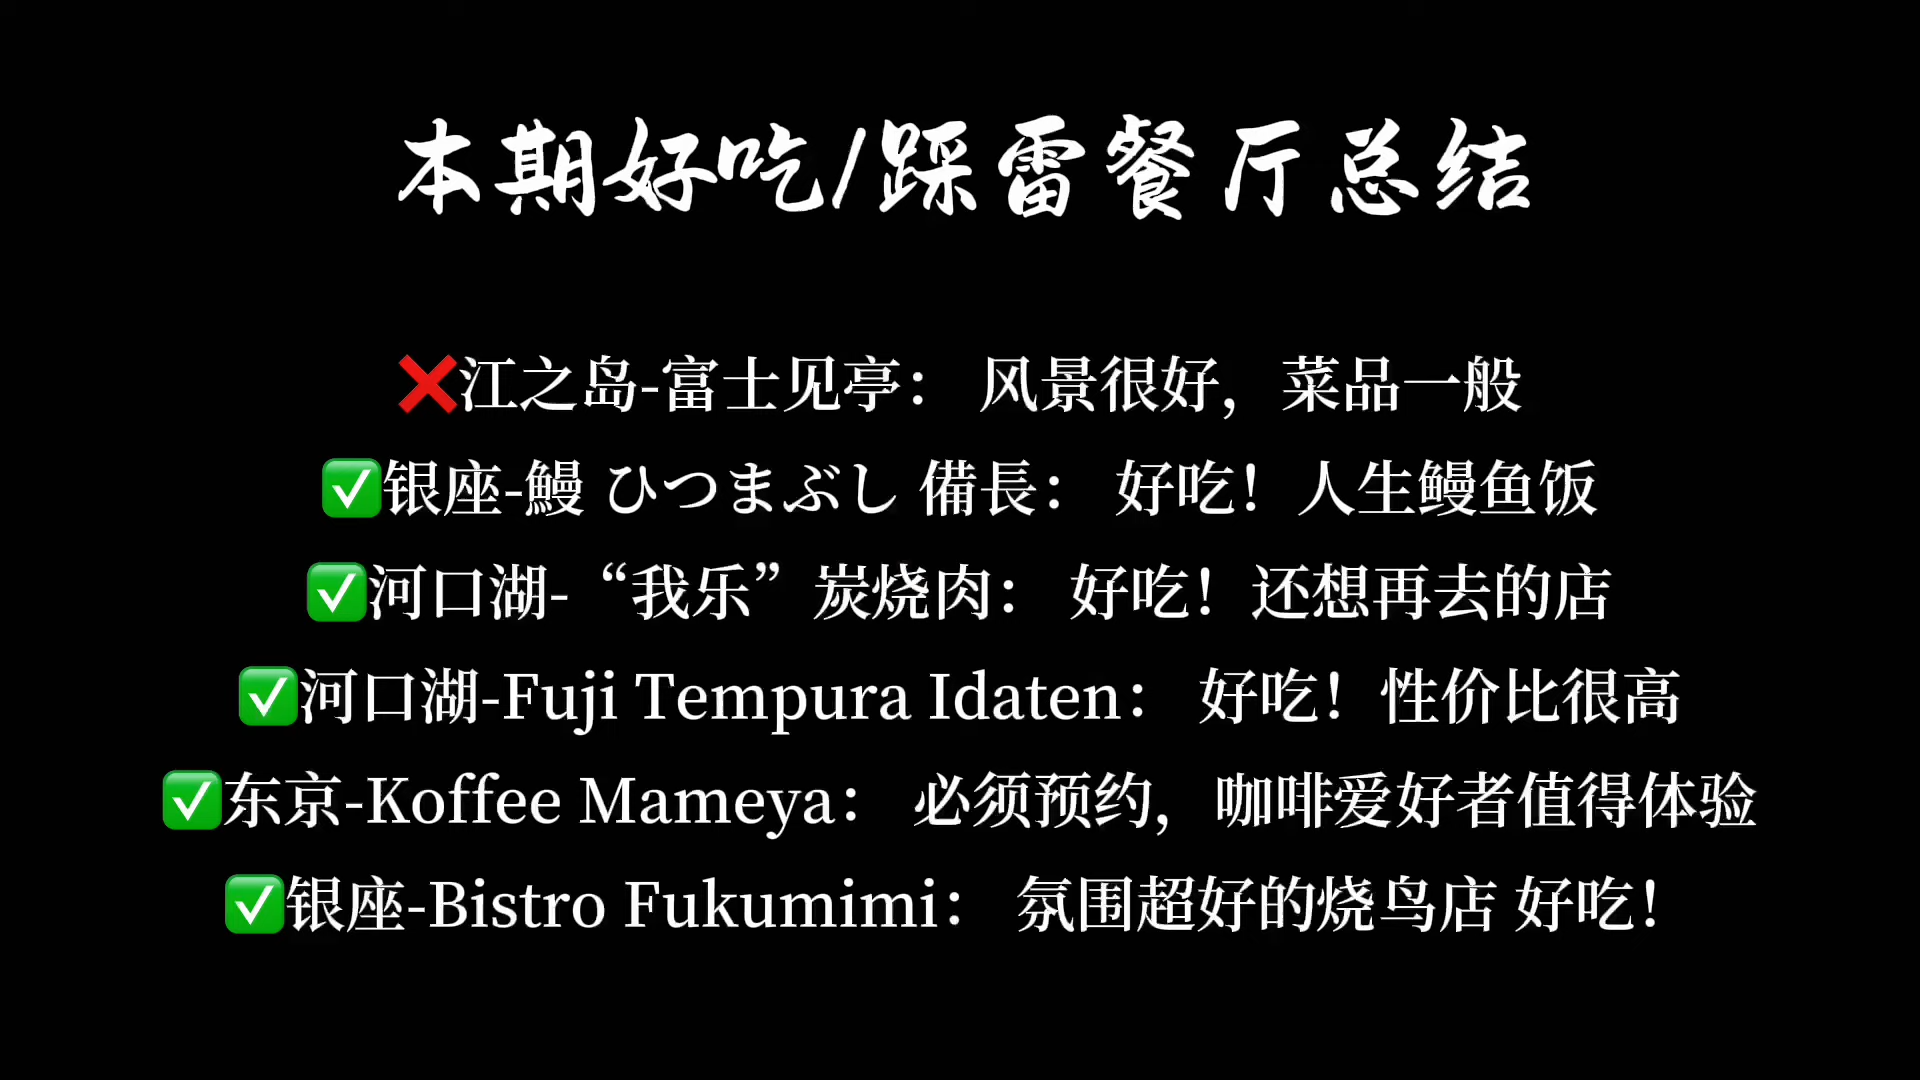 本期好吃/踩雷餐厅总结
❌江之岛-富士见亭： 风景很好，菜品一般
✅银座-鰻 ひつまぶし 備長： 好吃！人生鳗鱼饭
✅河口湖-“我乐”炭烧肉： 好吃！还想再去的店
✅河口湖-Fuji Tempura Idaten： 好吃！性价比很高
✅东京-Koffee Mameya： 必须预约，咖啡爱好者值得体验
✅银座-Bistro Fukumimi： 氛围超好的烧鸟店 好吃！